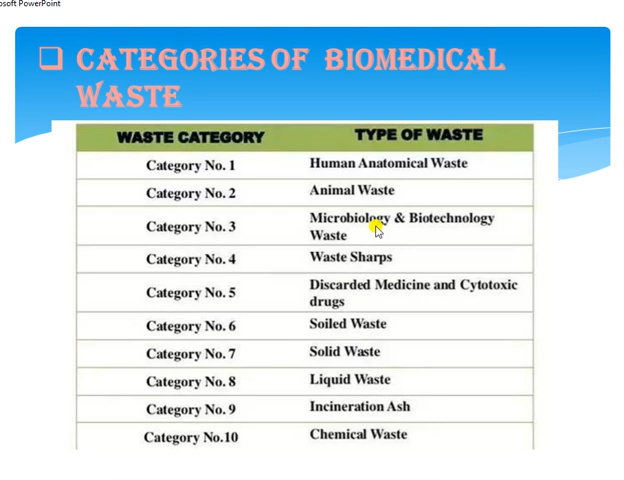 osoft PowerPoint
❑ CATEGORIES OF BIOMEDICAL
WASTE
WASTE CATEGORY TYPE OF WASTE
Category No. 1 Human Anatomical Waste
Category No. 2 Animal Waste
Category No. 3 Microbiology & Biotechnology
Waste
Category No. 4 Waste Sharps
Category No. 5 Discarded Medicine and Cytotoxic
drugs
Category No. 6 Soiled Waste
Category No. 7 Solid Waste
Category No. 8 Liquid Waste
Category No. 9 Incineration Ash
Category No.10 Chemical Waste